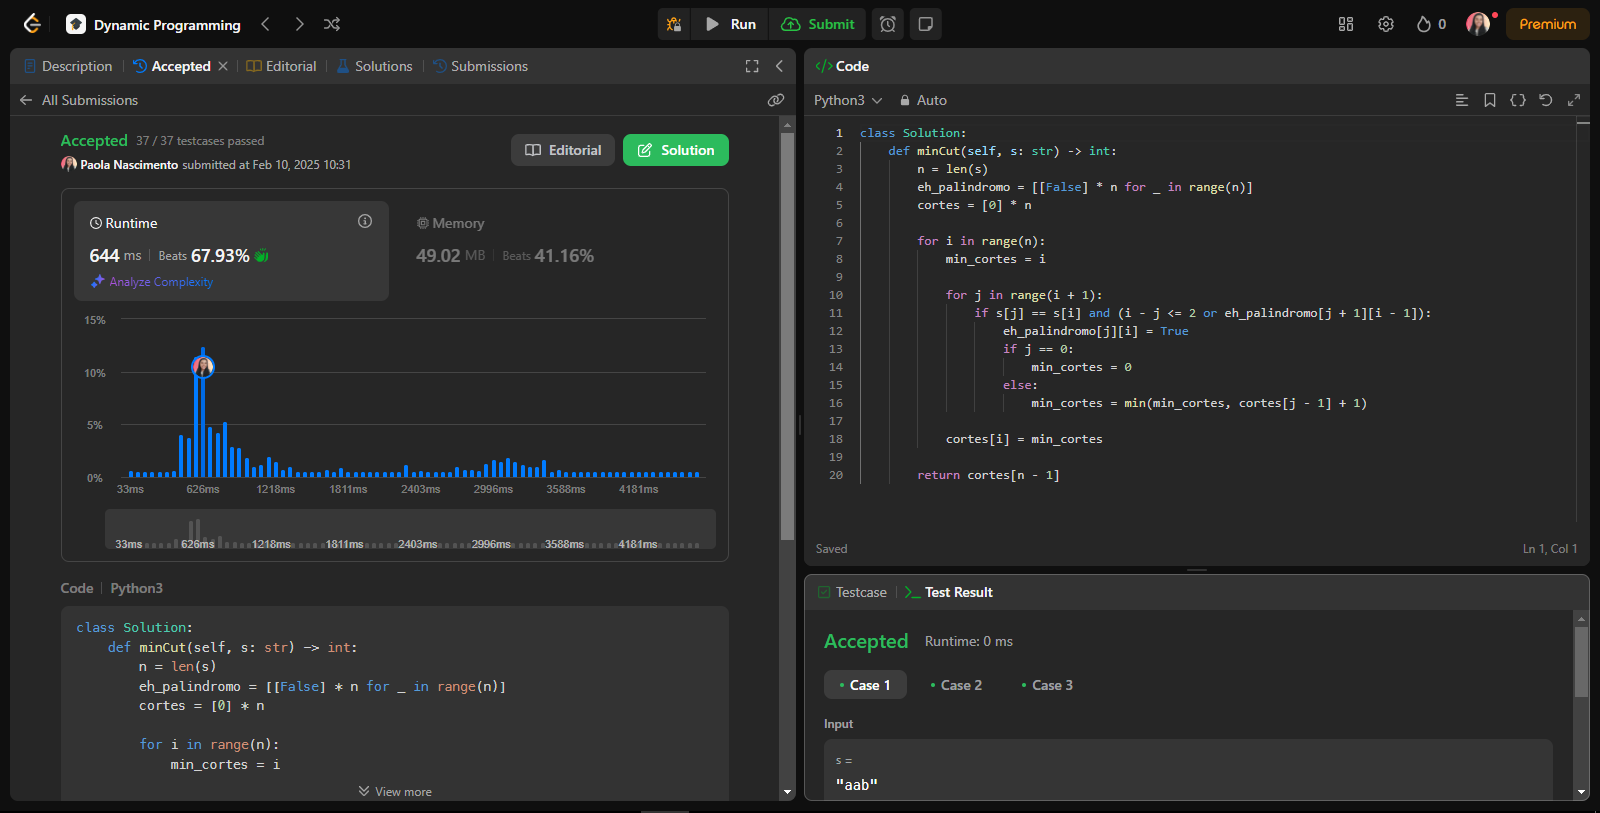 Dynamic Programming
Run
Submit
0
Premium
Description
Accepted
Editorial
Solutions
Submissions
All Submissions
Accepted 37 / 37 testcases passed
Paola Nascimento submitted at Feb 10, 2025 10:31
Editorial
Solution
Runtime
644 ms Beats 67.93%
Analyze Complexity
Memory
49.02 MB Beats 41.16%
15%
10%
5%
0%
33ms 626ms 1218ms 1811ms 2403ms 2996ms 3588ms 4181ms
33ms 626ms 1218ms 1811ms 2403ms 2996ms 3588ms 4181ms
Code Python3
class Solution:
    def minCut(self, s: str) -> int:
        n = len(s)
        eh_palindromo = [[False] * n for _ in range(n)]
        cortes = [0] * n
        for i in range(n):
            min_cortes = i
View more
</> Code
Python3
Auto
1 class Solution:
2     def minCut(self, s: str) -> int:
3         n = len(s)
4         eh_palindromo = [[False] * n for _ in range(n)]
5         cortes = [0] * n
6
7         for i in range(n):
8             min_cortes = i
9
10             for j in range(i + 1):
11                 if s[j] == s[i] and (i - j <= 2 or eh_palindromo[j + 1][i - 1]):
12                     eh_palindromo[j][i] = True
13                     if j == 0:
14                         min_cortes = 0
15                     else:
16                         min_cortes = min(min_cortes, cortes[j - 1] + 1)
17
18             cortes[i] = min_cortes
19
20         return cortes[n - 1]
Saved
Ln 1, Col 1
Testcase
Test Result
Accepted Runtime: 0 ms
Case 1
Case 2
Case 3
Input
s =
"aab"